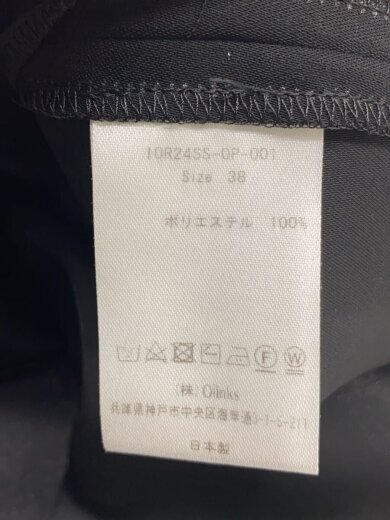 IOR24SS-OP-001
Size 38
ポリエステル 100%
F W
(株) Oiinks
兵庫県神戸市中央区海岸通3-1-5-211
日本製